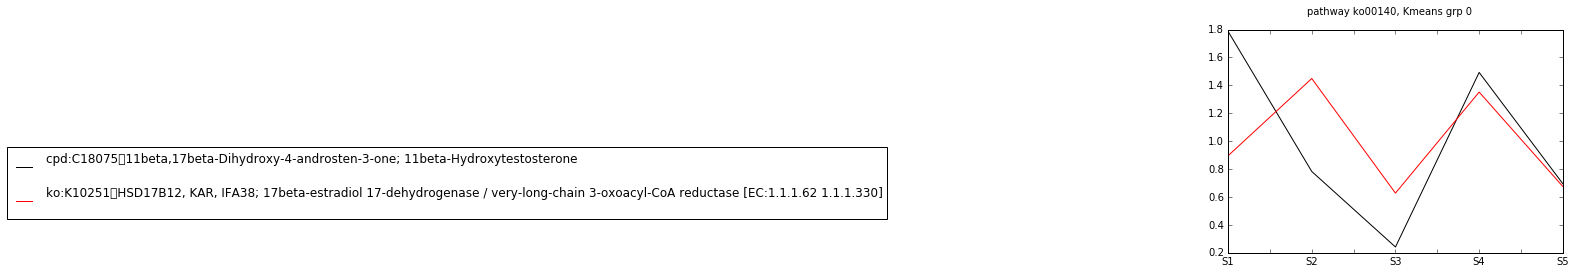 pathway ko00140, Kmeans grp 0
1.8
1.6
1.4
1.2
1.0
0.8
0.6
0.4
0.2
S1 S2 S3 S4 S5
cpd:C18075▯11beta,17beta-Dihydroxy-4-androsten-3-one; 11beta-Hydroxytestosterone
ko:K10251▯HSD17B12, KAR, IFA38; 17beta-estradiol 17-dehydrogenase / very-long-chain 3-oxoacyl-CoA reductase [EC:1.1.1.62 1.1.1.330]